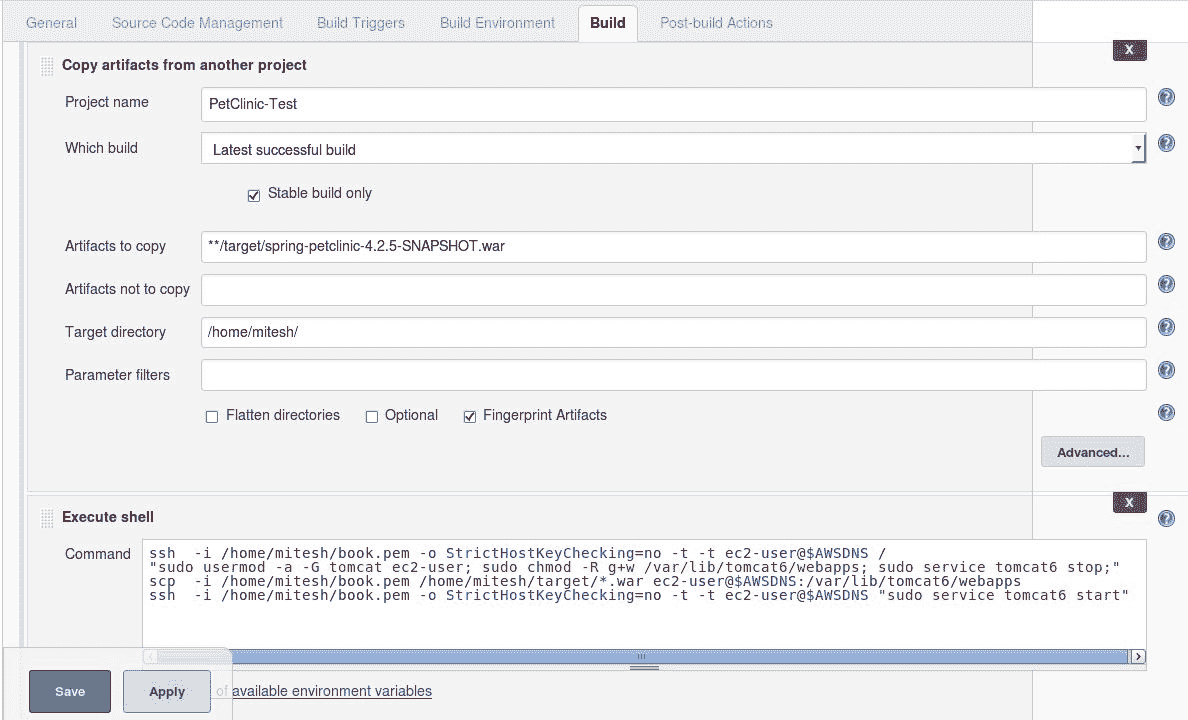 General Source Code Management Build Triggers Build Environment Build Post-build Actions
X
Copy artifacts from another project
Project name PetClinic-Test
Which build Latest successful build
Stable build only
Artifacts to copy **/target/spring-petclinic-4.2.5-SNAPSHOT.war
Artifacts not to copy
Target directory /home/mitesh/
Parameter filters
Flatten directories Optional Fingerprint Artifacts
Advanced...
X
Execute shell
Command ssh -i /home/mitesh/book.pem -o StrictHostKeyChecking=no -t -t ec2-user@$AWSDNS /
"sudo usermod -a -G tomcat ec2-user; sudo chmod -R g+w /var/lib/tomcat6/webapps; sudo service tomcat6 stop;"
scp -i /home/mitesh/book.pem /home/mitesh/target/*.war ec2-user@$AWSDNS:/var/lib/tomcat6/webapps
ssh -i /home/mitesh/book.pem -o StrictHostKeyChecking=no -t -t ec2-user@$AWSDNS "sudo service tomcat6 start"
Save Apply of available environment variables